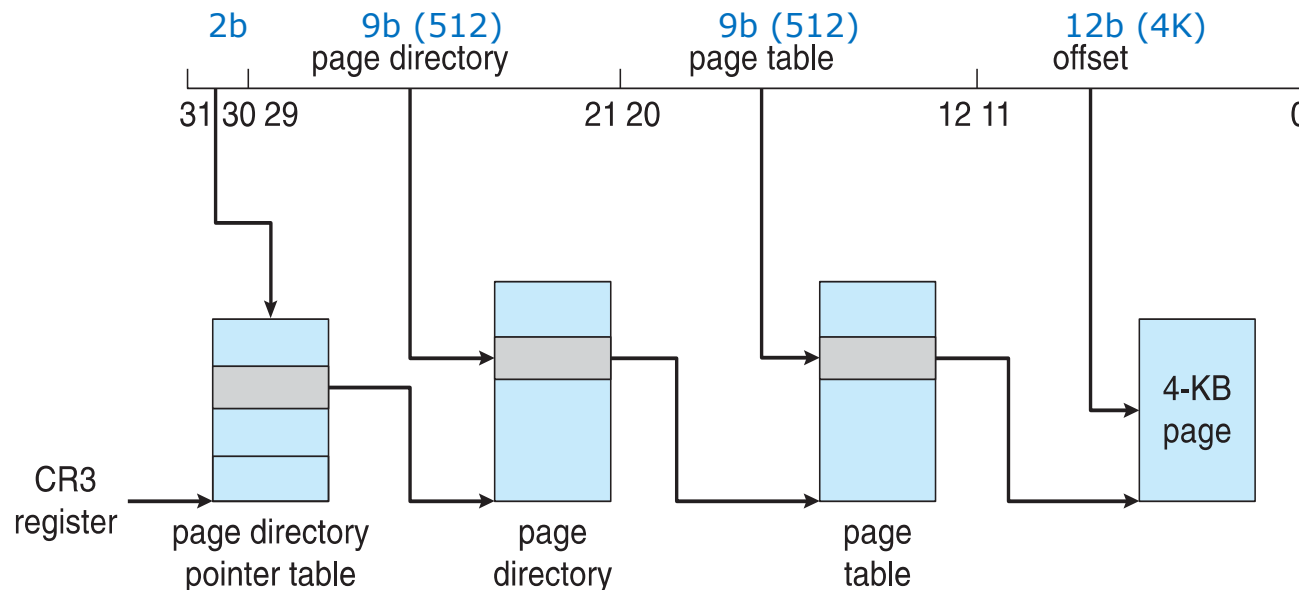 2b 9b (512) 9b (512) 12b (4K)
page directory page table offset
31 30 29 21 20 12 11 0
4-KB
page
CR3
register
page directory
pointer table
page
directory
page
table